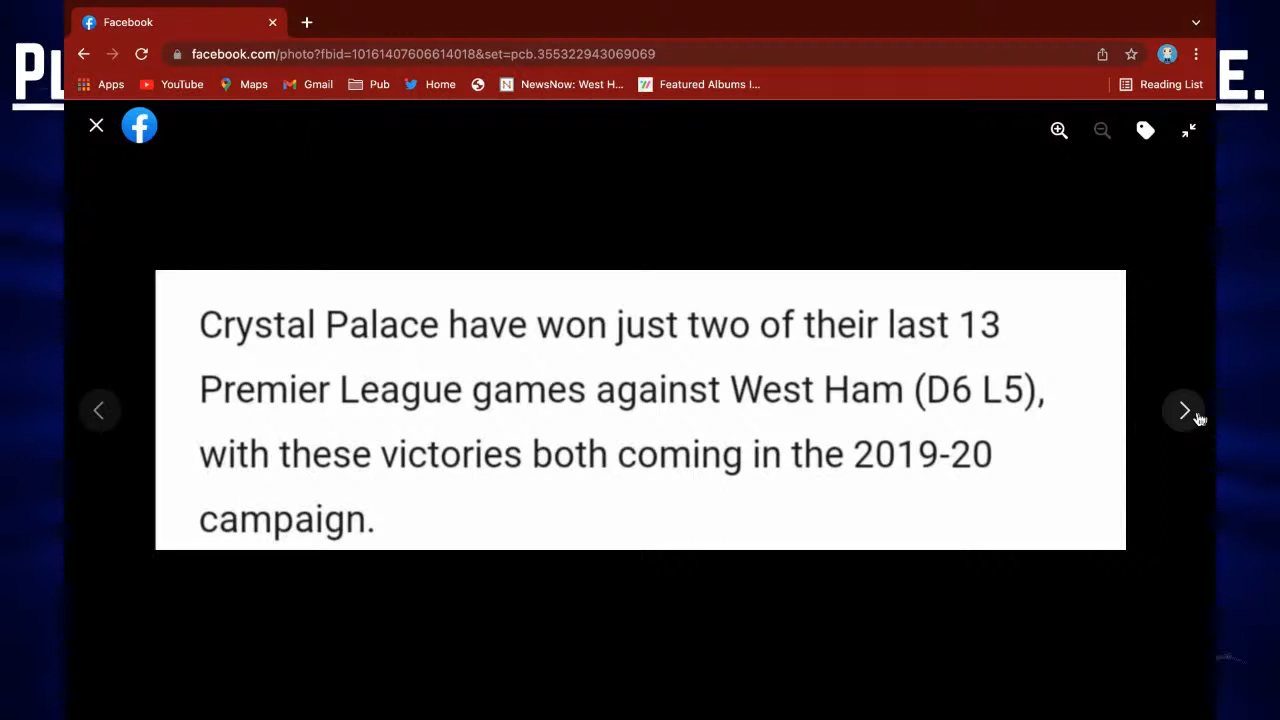 PL
E.
Facebook
facebook.com/photo?fbid=10161407606614018&set=pcb.355322943069069
Apps YouTube Maps Gmail Pub Home NewsNow: West H... Featured Albums I... Reading List
Crystal Palace have won just two of their last 13
Premier League games against West Ham (D6 L5),
with these victories both coming in the 2019-20
campaign.